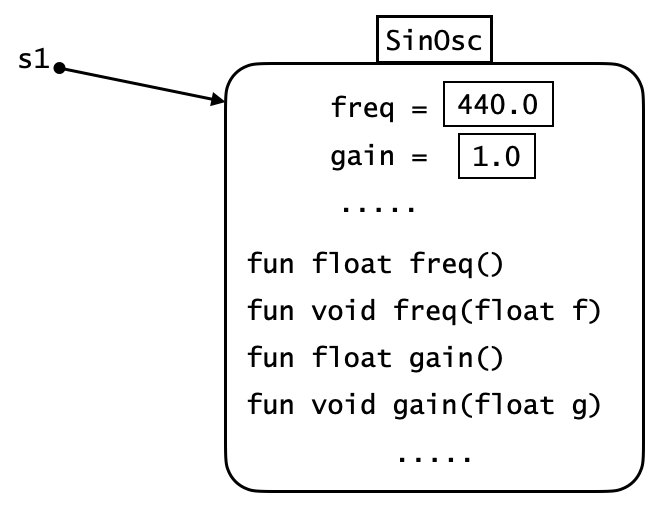 SinOsc
s1
freq = 440.0
gain = 1.0
.....
fun float freq()
fun void freq(float f)
fun float gain()
fun void gain(float g)
.....